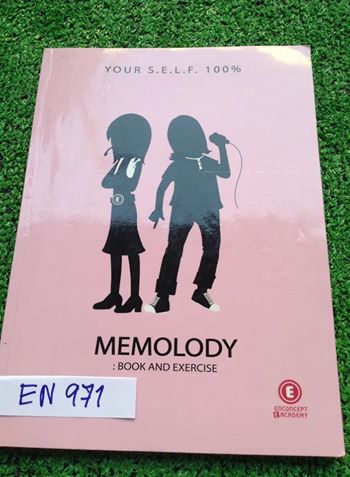 YOUR S.E.L.F. 100%
E
MEMOLODY
: BOOK AND EXERCISE
EN 971
E
ENCONCEPT
E ACADEMY